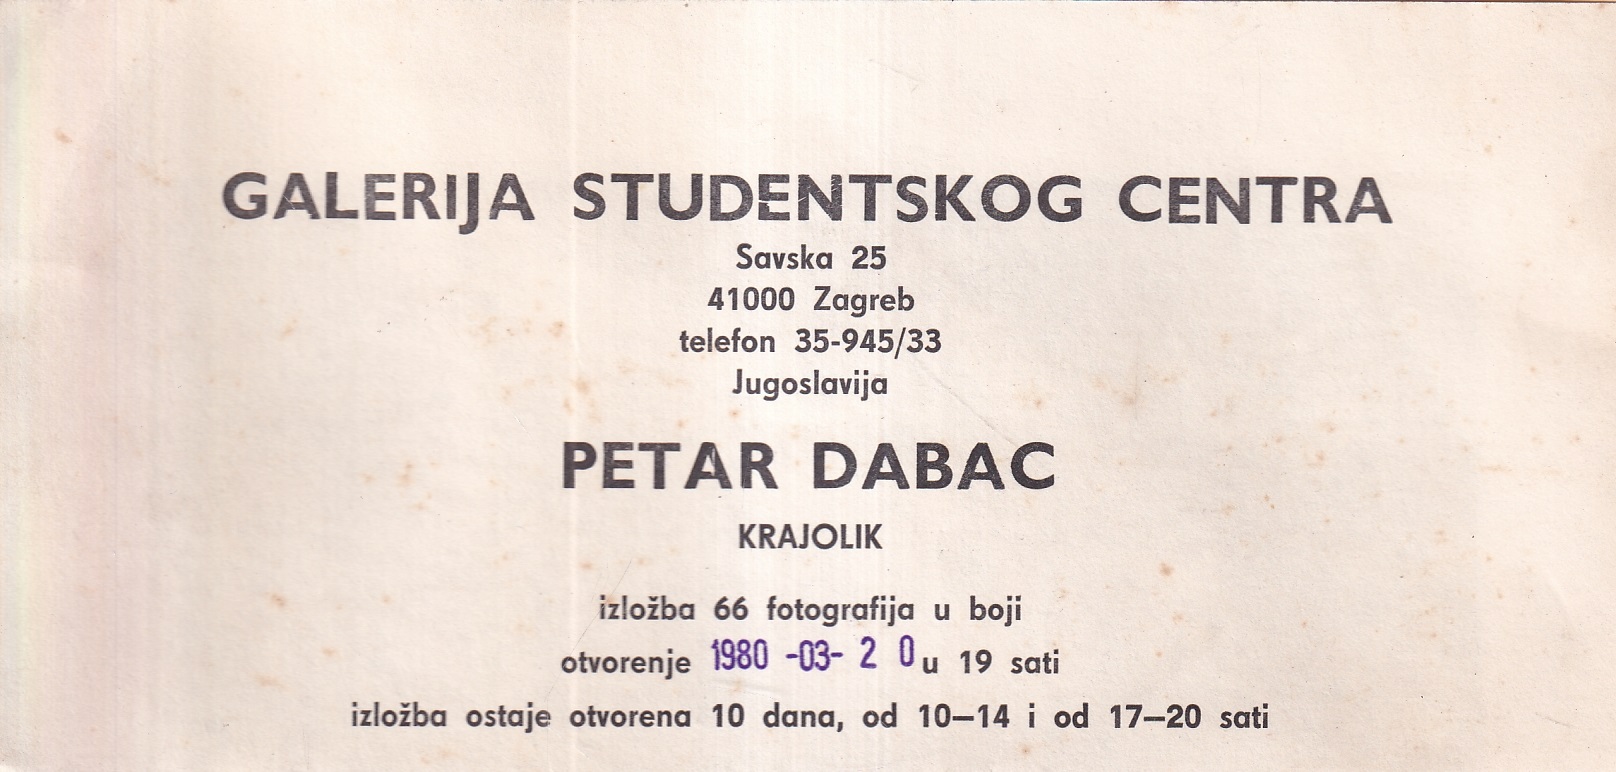 GALERIJA STUDENTSKOG CENTRA
Savska 25
41000 Zagreb
telefon 35-945/33
Jugoslavija
PETAR DABAC
KRAJOLIK
izložba 66 fotografija u boji
otvorenje 1980 -03- 2 0 u 19 sati
izložba ostaje otvorena 10 dana, od 10—14 i od 17—20 sati